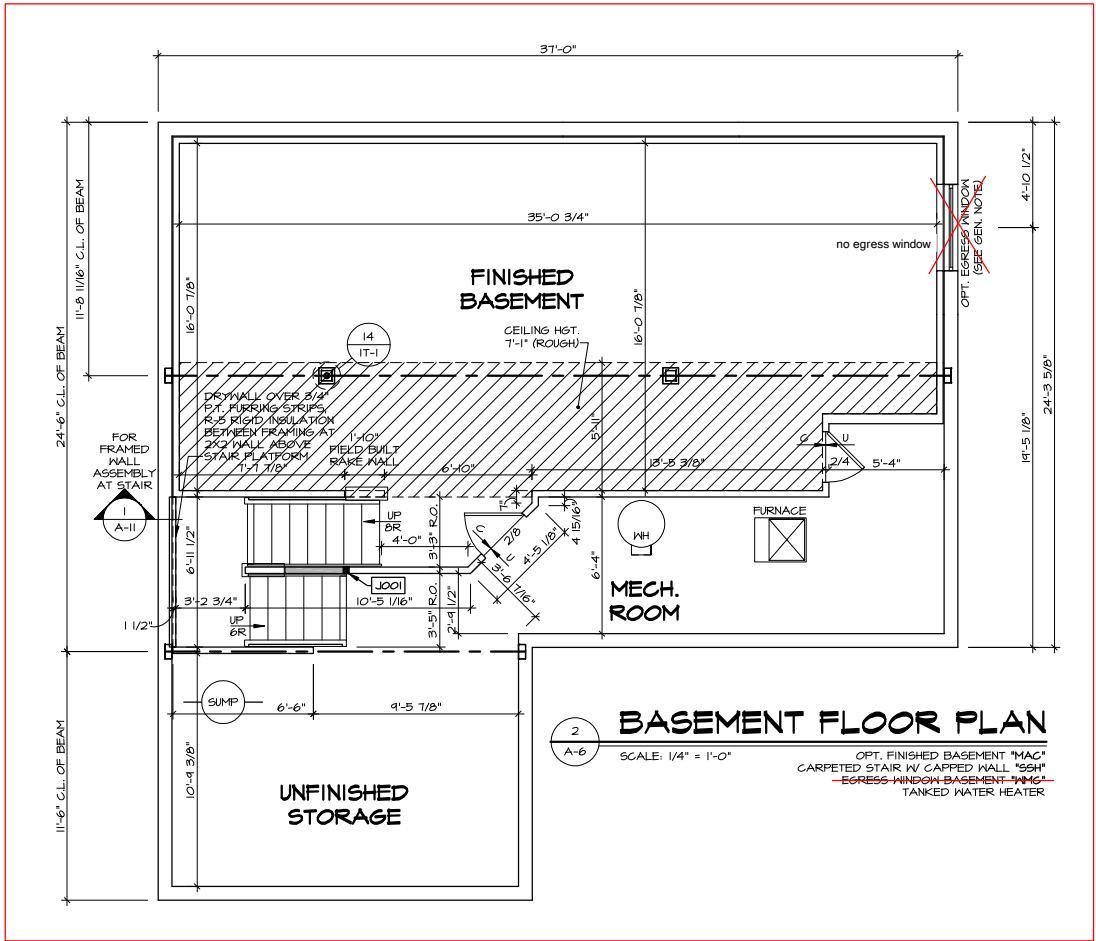 37'-0"
4'-10 1/2"
OPT. EGRESS WINDOW
(SEE GEN. NOTE)
11'-8 11/16" C.L. OF BEAM
35'-0 3/4"
no egress window
FINISHED
BASEMENT
16'-0 7/8"
16'-0 7/8"
CEILING HGT.
7'-1" (ROUGH)
14
1T-1
24'-6" C.L. OF BEAM
24'-3 5/8"
19'-5 1/8"
DRYWALL OVER 3/4"
P.T. FURRING STRIPS,
R-5 RIGID INSULATION
BETWEEN FRAMING AT
2X2 WALL ABOVE
STAIR PLATFORM
1'-10"
FIELD BUILT
RAKE WALL
5'-11"
FOR
FRAMED
WALL
ASSEMBLY
AT STAIR
1
A-11
7'-7 7/8"
6'-10"
13'-5 3/8"
C
U
2/4
5'-4"
7"
4 15/16"
UP
8R
4'-0"
3'-3" R.O.
C
2/8
U
4'-5 1/8"
3'-6 7/16"
WH
FURNACE
6'-11 1/2"
6'-4"
J001
MECH.
ROOM
3'-2 3/4"
10'-5 1/16"
3'-5" R.O.
2'-9 1/2"
1 1/2"
UP
6R
SUMP
6'-6"
9'-5 7/8"
10'-9 3/8"
11'-6" C.L. OF BEAM
UNFINISHED
STORAGE
2
A-6
BASEMENT FLOOR PLAN
SCALE: 1/4" = 1'-0"
OPT. FINISHED BASEMENT "MAC"
CARPETED STAIR W/ CAPPED WALL "SSH"
EGRESS WINDOW BASEMENT "WMC"
TANKED WATER HEATER